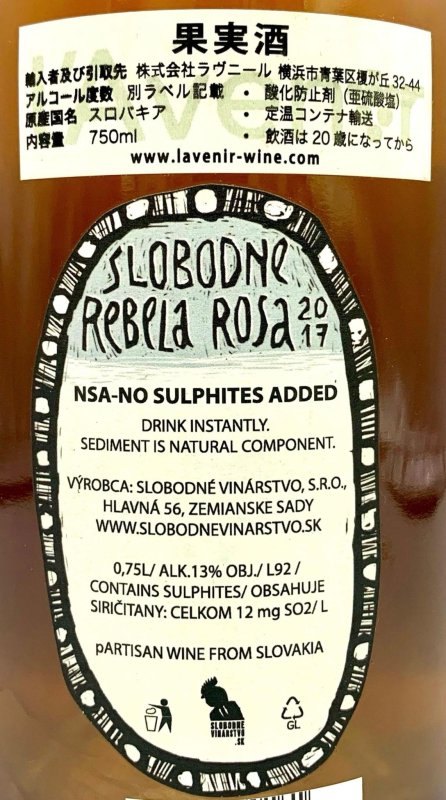 果実酒
輸入者及び引取先 株式会社ラヴニール 横浜市青葉区榎が丘 32-44
アルコール度数 別ラベル記載 ・ 酸化防止剤（亜硫酸塩）
原産国名 スロバキア ・ 定温コンテナ輸送
内容量 750ml ・ 飲酒は20歳になってから
www.lavenir-wine.com
SLOBODNE
REBELA ROSA 2017
NSA-NO SULPHITES ADDED
DRINK INSTANTLY.
SEDIMENT IS NATURAL COMPONENT.
VÝROBCA: SLOBODNÉ VINÁRSTVO, S.R.O.,
HLAVNÁ 56, ZEMIANSKE SADY
WWW.SLOBODNEVINARSTVO.SK
0,75L/ ALK.13% OBJ./ L92 /
CONTAINS SULPHITES/ OBSAHUJE
SIRIČITANY: CELKOM 12 mg SO2/ L
pARTISAN WINE FROM SLOVAKIA
SLOBODNÉ
VINÁRSTVO
.SK
GL